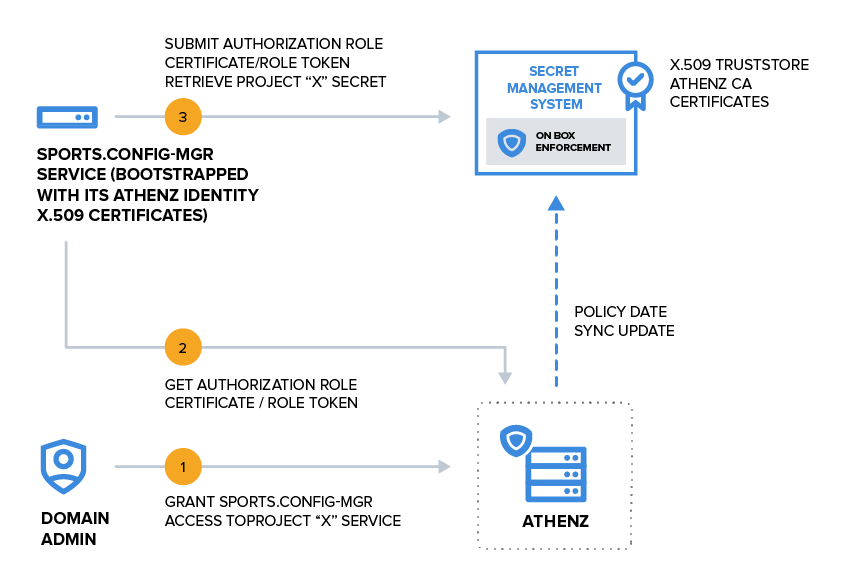 SUBMIT AUTHORIZATION ROLE
CERTIFICATE/ROLE TOKEN
RETRIEVE PROJECT “X” SECRET
3
SPORTS.CONFIG-MGR
SERVICE (BOOTSTRAPPED
WITH ITS ATHENZ IDENTITY
X.509 CERTIFICATES)
SECRET
MANAGEMENT
SYSTEM
ON BOX
ENFORCEMENT
X.509 TRUSTSTORE
ATHENZ CA
CERTIFICATES
POLICY DATE
SYNC UPDATE
2
GET AUTHORIZATION ROLE
CERTIFICATE / ROLE TOKEN
1
GRANT SPORTS.CONFIG-MGR
ACCESS TOPROJECT “X” SERVICE
DOMAIN
ADMIN
ATHENZ